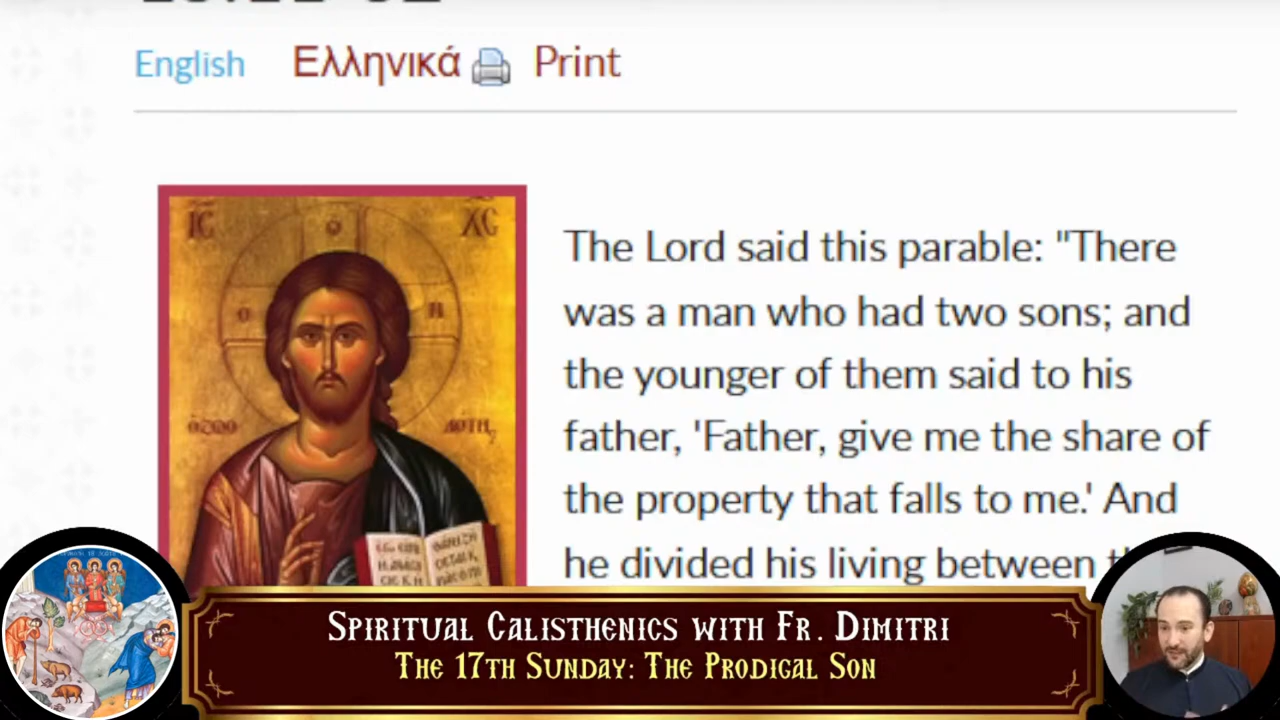 English Ελληνικά Print
ΙC ΧC
Ο
Ο Η
The Lord said this parable: "There
was a man who had two sons; and
the younger of them said to his
father, 'Father, give me the share of
the property that falls to me.' And
he divided his living between
Spiritual Calisthenics with Fr. Dimitri
The 17th Sunday: The Prodigal Son